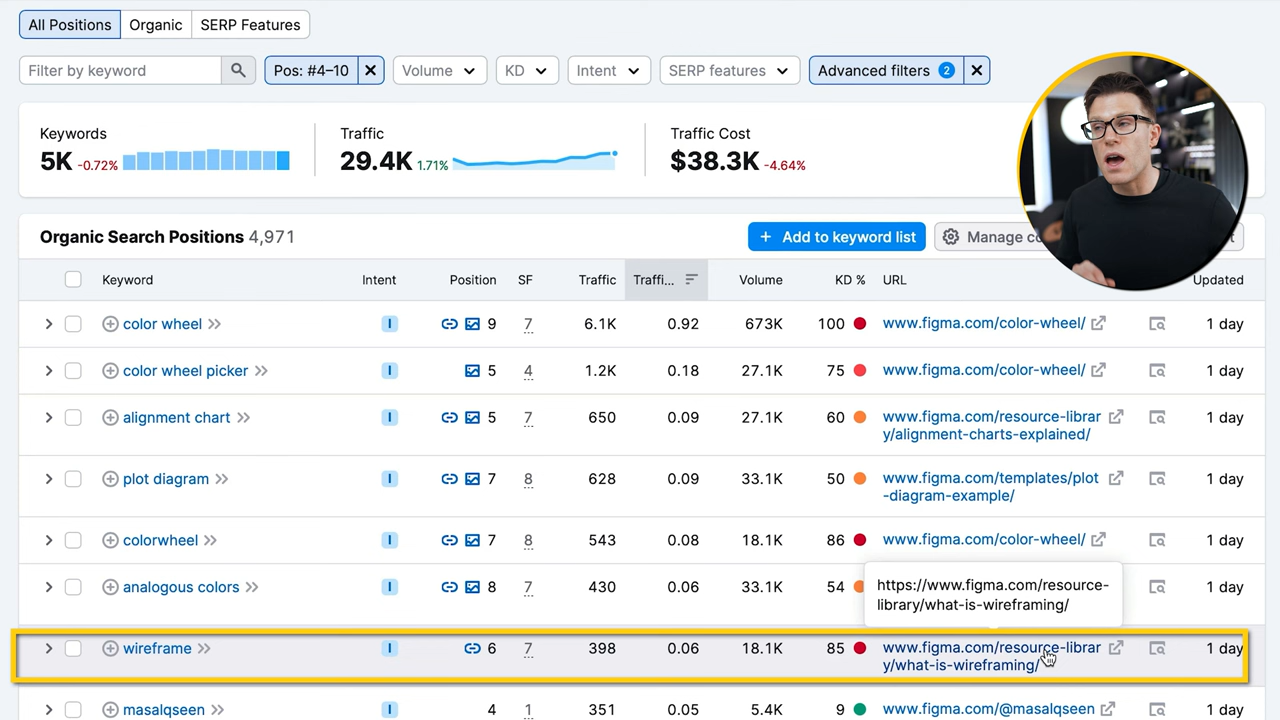 All Positions Organic SERP Features
Filter by keyword Pos: #4–10 Volume KD Intent SERP features Advanced filters 2
Keywords Traffic Traffic Cost
5K -0.72% 29.4K 1.71% $38.3K -4.64%
Organic Search Positions 4,971 + Add to keyword list Manage
Keyword Intent Position SF Traffic Traffi... Volume KD % URL Updated
color wheel I 9 7 6.1K 0.92 673K 100 www.figma.com/color-wheel/ 1 day
color wheel picker I 5 4 1.2K 0.18 27.1K 75 www.figma.com/color-wheel/ 1 day
alignment chart I 5 7 650 0.09 27.1K 60 www.figma.com/resource-librar 1 day
y/alignment-charts-explained/
plot diagram I 7 8 628 0.09 33.1K 50 www.figma.com/templates/plot 1 day
-diagram-example/
colorwheel I 7 8 543 0.08 18.1K 86 www.figma.com/color-wheel/ 1 day
analogous colors I 8 7 430 0.06 33.1K 54 1 day
https://www.figma.com/resource-
library/what-is-wireframing/
wireframe I 6 7 398 0.06 18.1K 85 www.figma.com/resource-librar 1 day
y/what-is-wireframing/
masalqseen I 4 1 351 0.05 5.4K 9 www.figma.com/@masalqseen 1 day